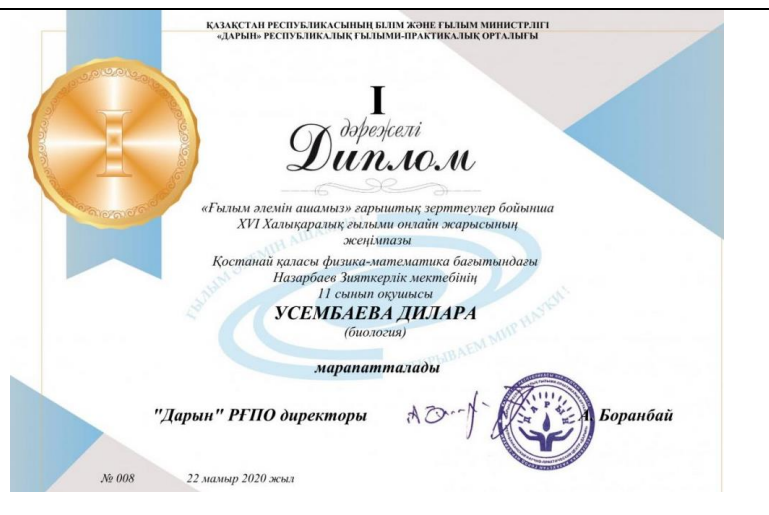 ҚАЗАҚСТАН РЕСПУБЛИКАСЫНЫҢ БІЛІМ ЖӘНЕ ҒЫЛЫМ МИНИСТРЛІГІ
«ДАРЫН» РЕСПУБЛИКАЛЫҚ ҒЫЛЫМИ-ПРАКТИКАЛЫҚ ОРТАЛЫҒЫ
I
I
дәрежелі
Диплом
«Ғылым әлемін ашамыз» ғарыштық зерттеулер бойынша
XVI Халықаралық ғылыми онлайн жарысының
жеңімпазы
Қостанай қаласы физика-математика бағытындағы
Назарбаев Зияткерлік мектебінің
11 сынып оқушысы
УСЕМБАЕВА ДИЛАРА
(биология)
марапатталады
"Дарын" РҒПО директоры
А. Боранбай
ДАРЫН
№ 008
22 мамыр 2020 жыл